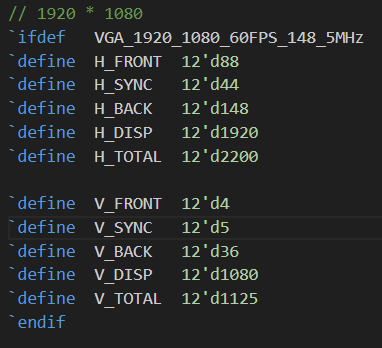 // 1920 * 1080
`ifdef   VGA_1920_1080_60FPS_148_5MHz
`define  H_FRONT  12'd88
`define  H_SYNC   12'd44
`define  H_BACK   12'd148
`define  H_DISP   12'd1920
`define  H_TOTAL  12'd2200

`define  V_FRONT  12'd4
`define  V_SYNC   12'd5
`define  V_BACK   12'd36
`define  V_DISP   12'd1080
`define  V_TOTAL  12'd1125
`endif